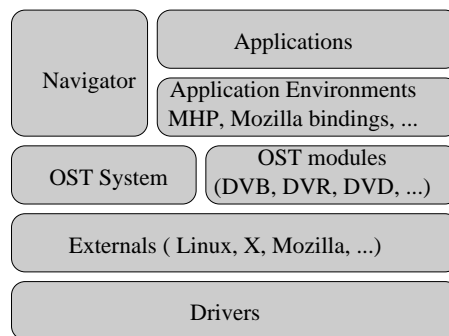 Applications
Navigator
Application Environments
MHP, Mozilla bindings, ...
OST System
OST modules
(DVB, DVR, DVD, ...)
Externals ( Linux, X, Mozilla, ...)
Drivers